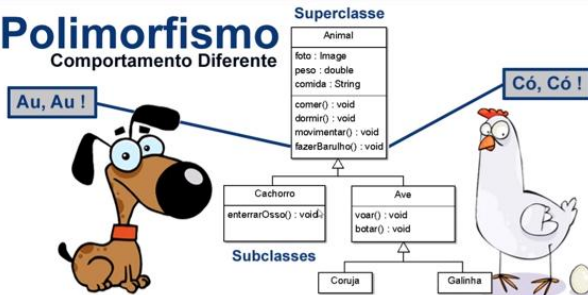 Polimorfismo
Comportamento Diferente
Superclasse
Animal
foto : Image
peso : double
comida : String
comer() : void
dormir() : void
movimentar() : void
fazerBarulho() : void
Au, Au !
Có, Có !
Cachorro
enterrarOsso() : void
Ave
voar() : void
botar() : void
Subclasses
Coruja
Galinha